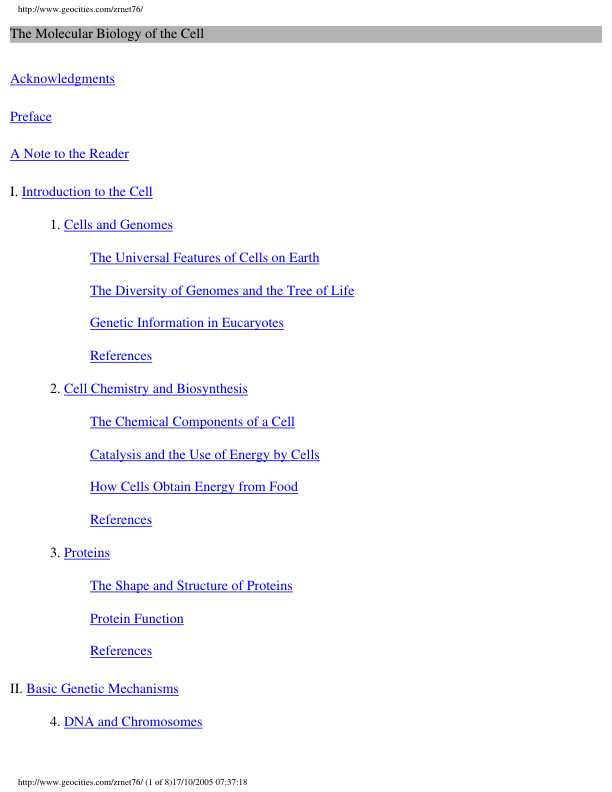 http://www.geocities.com/zrnet76/
The Molecular Biology of the Cell
Acknowledgments
Preface
A Note to the Reader
I. Introduction to the Cell
1. Cells and Genomes
The Universal Features of Cells on Earth
The Diversity of Genomes and the Tree of Life
Genetic Information in Eucaryotes
References
2. Cell Chemistry and Biosynthesis
The Chemical Components of a Cell
Catalysis and the Use of Energy by Cells
How Cells Obtain Energy from Food
References
3. Proteins
The Shape and Structure of Proteins
Protein Function
References
II. Basic Genetic Mechanisms
4. DNA and Chromosomes
http://www.geocities.com/zrnet76/ (1 of 8)17/10/2005 07:37:18